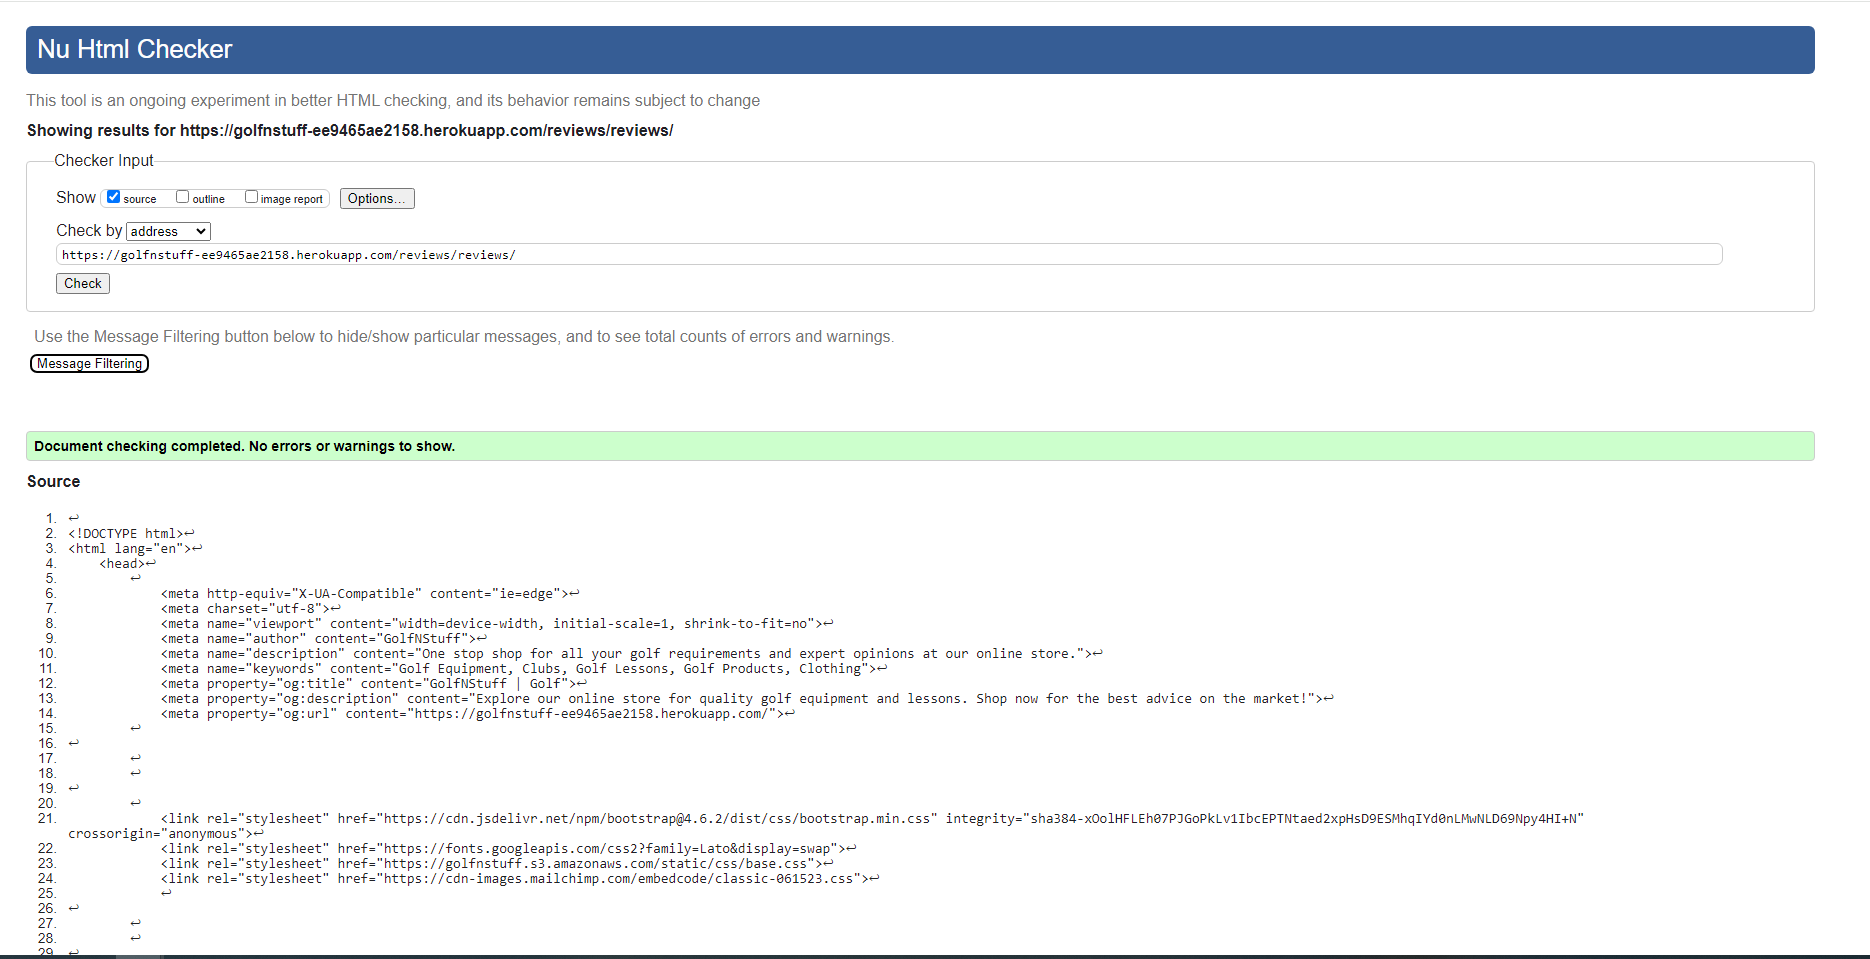 Nu Html Checker
This tool is an ongoing experiment in better HTML checking, and its behavior remains subject to change
Showing results for https://golfnstuff-ee9465ae2158.herokuapp.com/reviews/reviews/
Checker Input
Show source outline image report Options...
Check by address
https://golfnstuff-ee9465ae2158.herokuapp.com/reviews/reviews/
Check
Use the Message Filtering button below to hide/show particular messages, and to see total counts of errors and warnings.
Message Filtering
Document checking completed. No errors or warnings to show.
Source
1. ↩
2. <!DOCTYPE html>↩
3. <html lang="en">↩
4. <head>↩
5. ↩
6. <meta http-equiv="X-UA-Compatible" content="ie=edge">↩
7. <meta charset="utf-8">↩
8. <meta name="viewport" content="width=device-width, initial-scale=1, shrink-to-fit=no">↩
9. <meta name="author" content="GolfNStuff">↩
10. <meta name="description" content="One stop shop for all your golf requirements and expert opinions at our online store.">↩
11. <meta name="keywords" content="Golf Equipment, Clubs, Golf Lessons, Golf Products, Clothing">↩
12. <meta property="og:title" content="GolfNStuff | Golf">↩
13. <meta property="og:description" content="Explore our online store for quality golf equipment and lessons. Shop now for the best advice on the market!">↩
14. <meta property="og:url" content="https://golfnstuff-ee9465ae2158.herokuapp.com/">↩
15. ↩
16. ↩
17. ↩
18. ↩
19. ↩
20. ↩
21. <link rel="stylesheet" href="https://cdn.jsdelivr.net/npm/bootstrap@4.6.2/dist/css/bootstrap.min.css" integrity="sha384-xOolHFLEh07PJGoPkLv1IbcEPTNtaed2xpHsD9ESMhqIYd0nLMwNLD69Npy4HI+N"
crossorigin="anonymous">↩
22. <link rel="stylesheet" href="https://fonts.googleapis.com/css2?family=Lato&display=swap">↩
23. <link rel="stylesheet" href="https://golfnstuff.s3.amazonaws.com/static/css/base.css">↩
24. <link rel="stylesheet" href="https://cdn-images.mailchimp.com/embedcode/classic-061523.css">↩
25. ↩
26. ↩
27. ↩
28. ↩
29. ↩